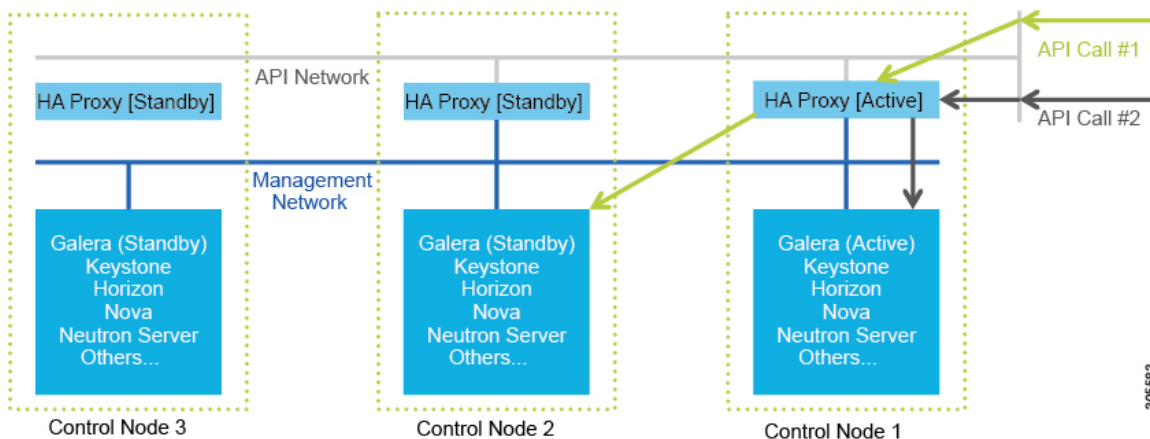 API Call #1
API Network
HA Proxy [Standby]
HA Proxy [Standby]
HA Proxy [Active]
API Call #2
Management
Network
Galera (Standby)
Keystone
Horizon
Nova
Neutron Server
Others...
Galera (Standby)
Keystone
Horizon
Nova
Neutron Server
Others...
Galera (Active)
Keystone
Horizon
Nova
Neutron Server
Others...
Control Node 3
Control Node 2
Control Node 1